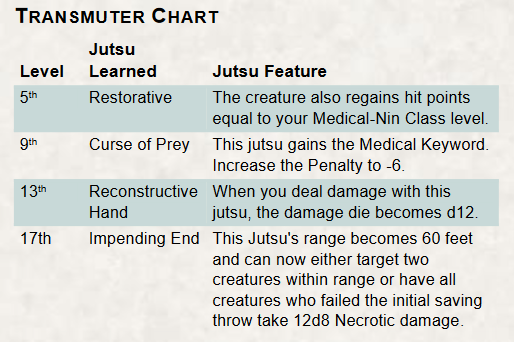 TRANSMUTER CHART
Jutsu
Level Learned Jutsu Feature
5th Restorative The creature also regains hit points
equal to your Medical-Nin Class level.
9th Curse of Prey This jutsu gains the Medical Keyword.
Increase the Penalty to -6.
13th Reconstructive When you deal damage with this
Hand jutsu, the damage die becomes d12.
17th Impending End This Jutsu's range becomes 60 feet
and can now either target two
creatures within range or have all
creatures who failed the initial saving
throw take 12d8 Necrotic damage.